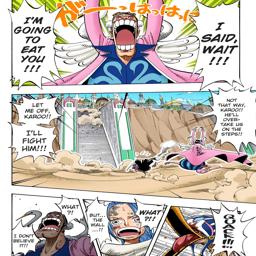 I SAID,
WAIT
!!!
I'M
GOING
TO
EAT
YOU
!!!
NOT
THAT WAY,
KAROO!!
HE'LL
OVER-
TAKE US
ON THE
STEPS!!
LET
ME OFF,
KAROO!!
I'LL
FIGHT
HIM!!
QUAE!!!
WHAT
?!
BUT...
THE
WALL
...!?
WHAT
?!
I
DON'T
BELIEVE
IT!!